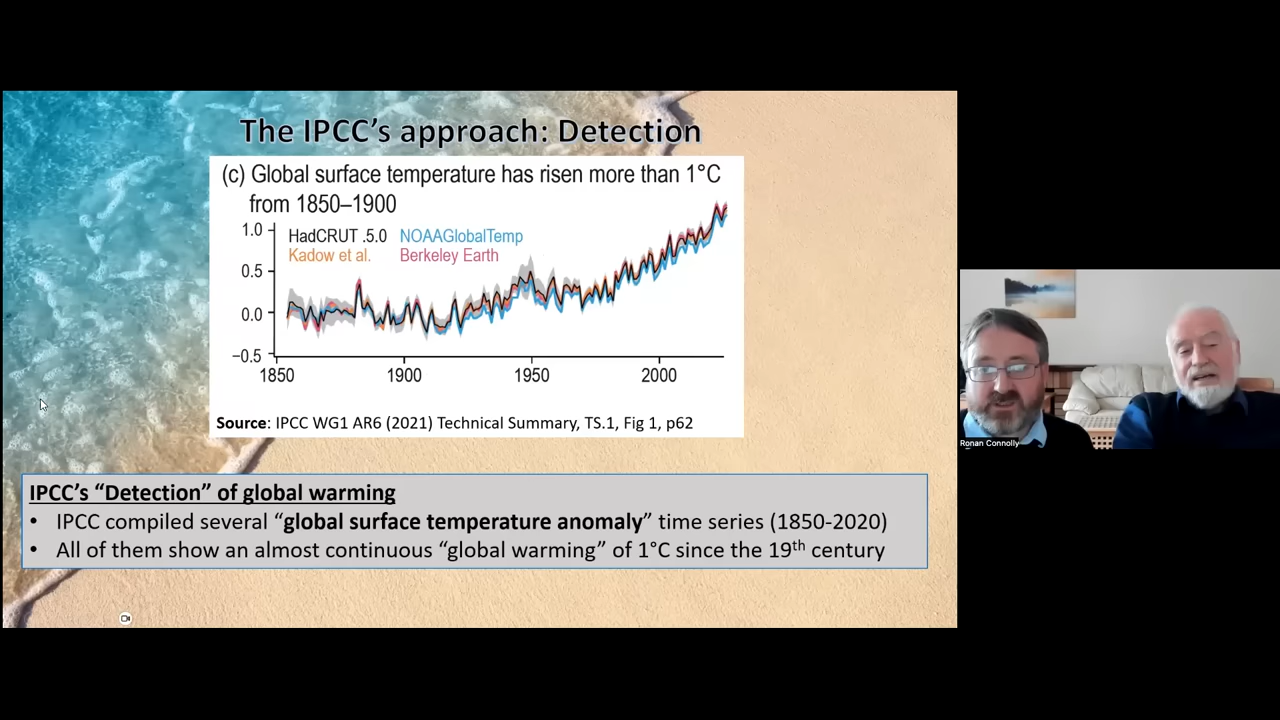 The IPCC's approach: Detection
(c) Global surface temperature has risen more than 1°C
from 1850–1900
1.0
HadCRUT .5.0 NOAAGlobalTemp
Kadow et al. Berkeley Earth
0.5
0.0
−0.5
1850 1900 1950 2000
Source: IPCC WG1 AR6 (2021) Technical Summary, TS.1, Fig 1, p62
IPCC's “Detection” of global warming
• IPCC compiled several “global surface temperature anomaly” time series (1850-2020)
• All of them show an almost continuous “global warming” of 1°C since the 19th century
Ronan Connolly